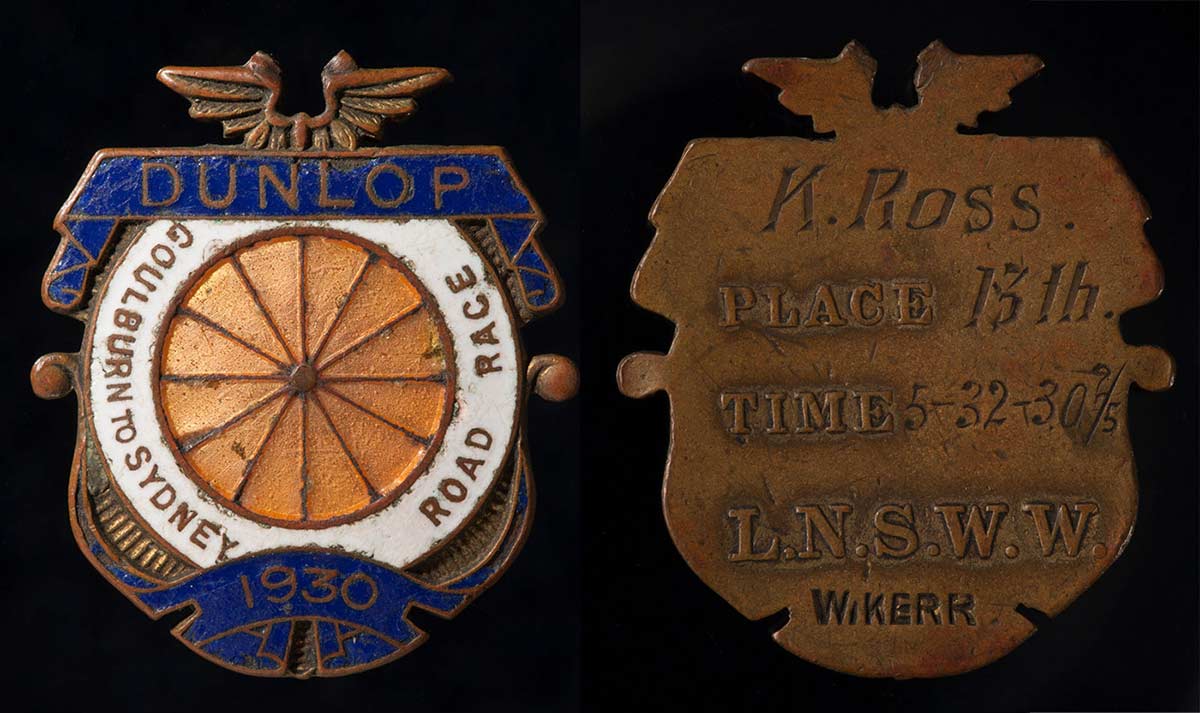 DUNLOP
GOULBURN TO SYDNEY
ROAD RACE
1930
K. Ross.
PLACE 13th.
TIME 5-32-30 2/5
L.N.S.W.W.
W.KERR